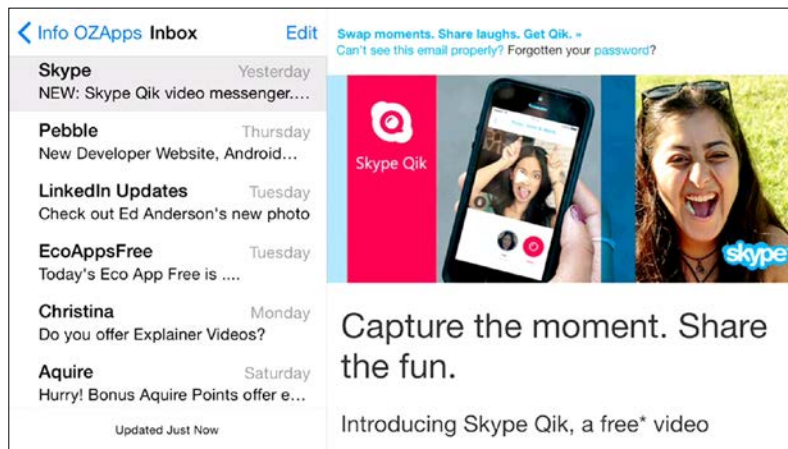 Info OZApps Inbox Edit
Skype Yesterday
NEW: Skype Qik video messenger....
Pebble Thursday
New Developer Website, Android...
LinkedIn Updates Tuesday
Check out Ed Anderson's new photo
EcoAppsFree Tuesday
Today's Eco App Free is ....
Christina Monday
Do you offer Explainer Videos?
Aquire Saturday
Hurry! Bonus Aquire Points offer e...
Updated Just Now
Swap moments. Share laughs. Get Qik. »
Can't see this email properly? Forgotten your password?
Skype Qik
skype
Capture the moment. Share
the fun.
Introducing Skype Qik, a free* video